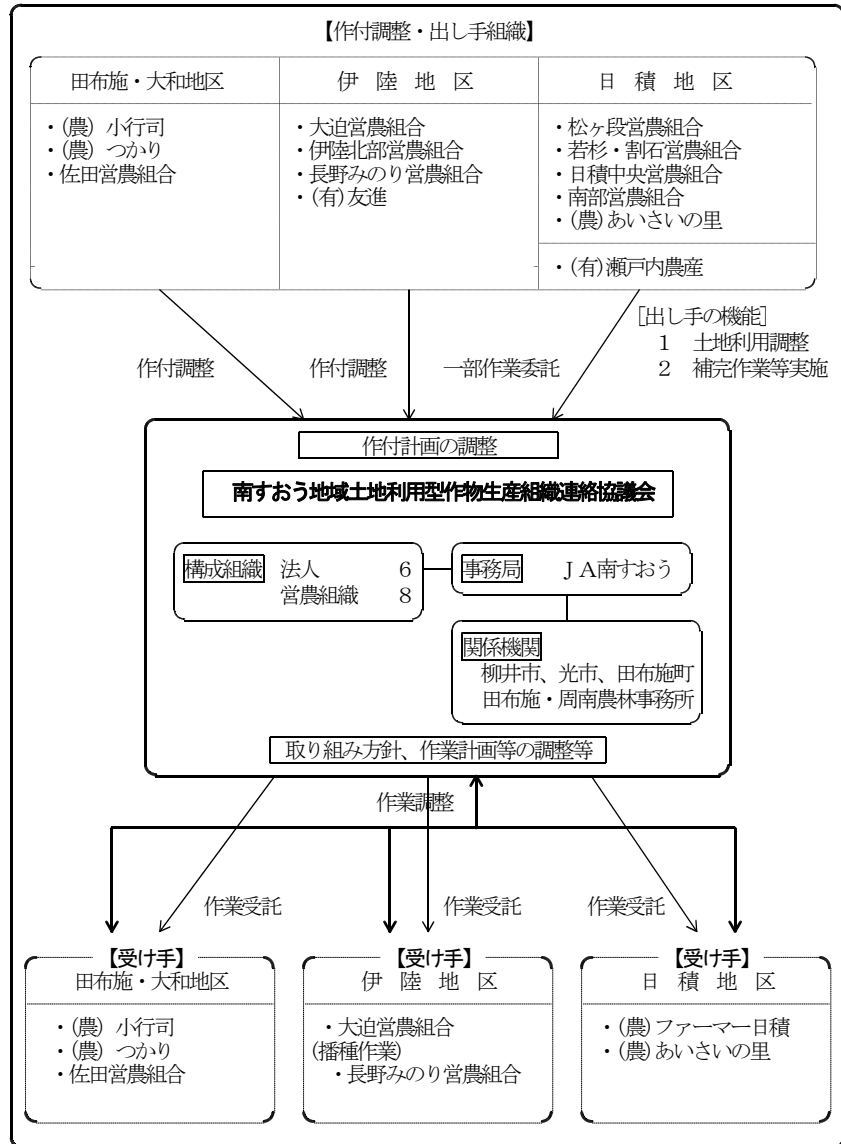 【作付調整・出し手組織】
田布施・大和地区
・(農) 小行司
・(農) つかり
・佐田営農組合
伊 陸 地 区
・大迫営農組合
・伊陸北部営農組合
・長野みのり営農組合
・(有)友進
日 積 地 区
・松ヶ段営農組合
・若杉・割石営農組合
・日積中央営農組合
・南部営農組合
・(農)あいさいの里
・(有)瀬戸内農産
[出し手の機能]
1 土地利用調整
2 補完作業等実施
作付調整
作付調整
一部作業委託
作付計画の調整
南すおう地域土地利用型作物生産組織連絡協議会
構成組織 法人 6
営農組織 8
事務局 JA南すおう
関係機関
柳井市、光市、田布施町
田布施・周南農林事務所
取り組み方針、作業計画等の調整等
作業調整
作業受託
作業受託
作業受託
【受け手】
田布施・大和地区
・(農) 小行司
・(農) つかり
・佐田営農組合
【受け手】
伊 陸 地 区
・大迫営農組合
(播種作業)
・長野みのり営農組合
【受け手】
日 積 地 区
・(農)ファーマー日積
・(農)あいさいの里